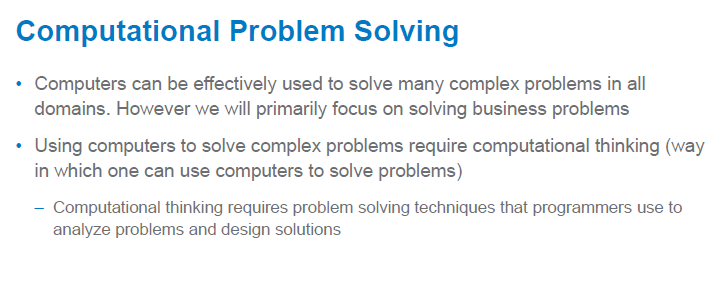 Computational Problem Solving
• Computers can be effectively used to solve many complex problems in all
domains. However we will primarily focus on solving business problems
• Using computers to solve complex problems require computational thinking (way
in which one can use computers to solve problems)
– Computational thinking requires problem solving techniques that programmers use to
analyze problems and design solutions